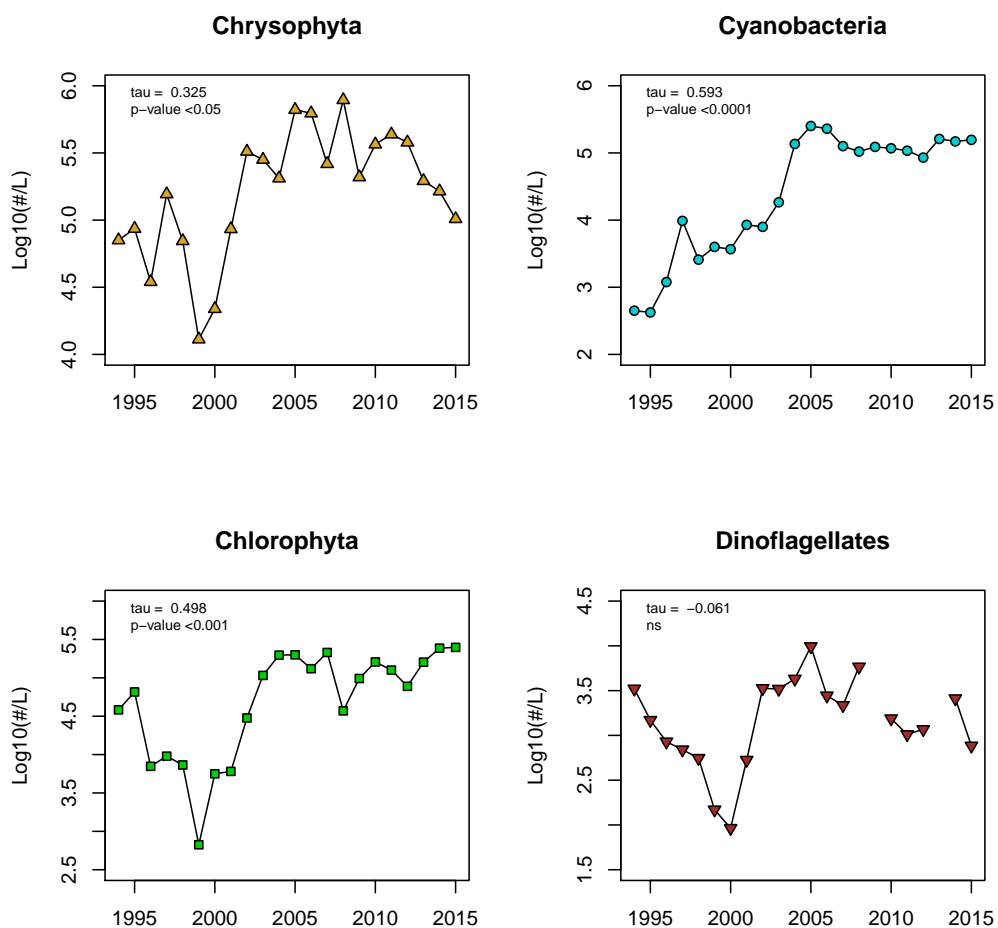 Chrysophyta
tau = 0.325
p−value <0.05
Log10(#/L)
6.0
5.5
5.0
4.5
4.0
1995 2000 2005 2010 2015
Cyanobacteria
tau = 0.593
p−value <0.0001
Log10(#/L)
6
5
4
3
2
1995 2000 2005 2010 2015
Chlorophyta
tau = 0.498
p−value <0.001
Log10(#/L)
5.5
4.5
3.5
2.5
1995 2000 2005 2010 2015
Dinoflagellates
tau = −0.061
ns
Log10(#/L)
4.5
3.5
2.5
1.5
1995 2000 2005 2010 2015